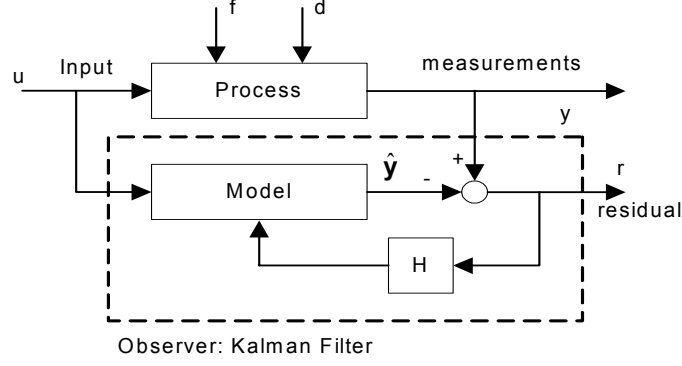 f
d
u
Input
measurements
Process
y
+
ŷ
-
r
Model
residual
H
Observer: Kalman Filter